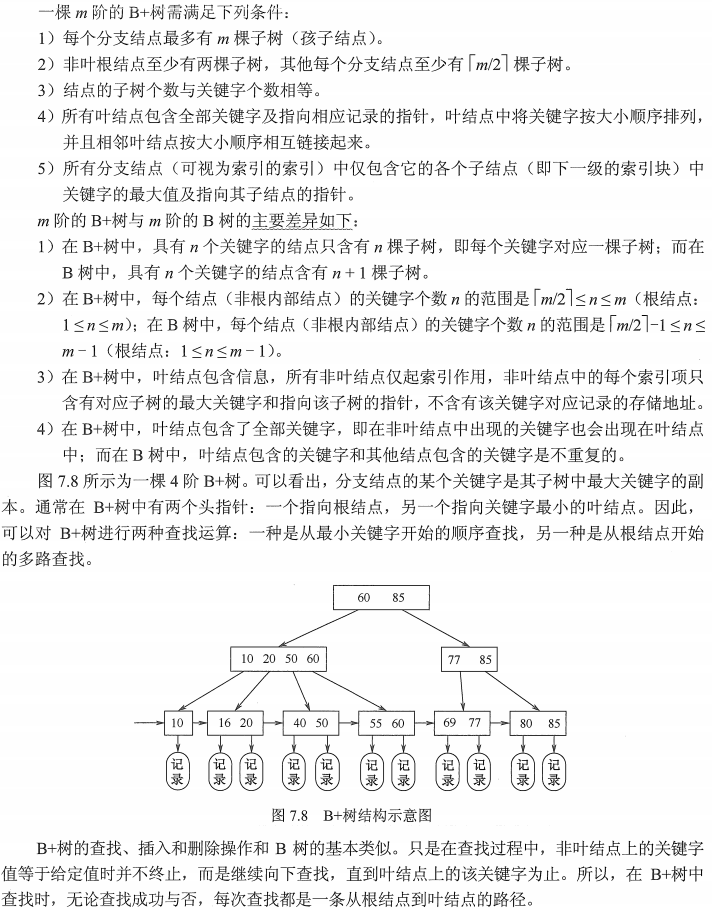 一棵 m 阶的 B+树需满足下列条件：
1）每个分支结点最多有 m 棵子树（孩子结点）。
2）非叶根结点至少有两棵子树，其他每个分支结点至少有⌈m/2⌉ 棵子树。
3）结点的子树个数与关键字个数相等。
4）所有叶结点包含全部关键字及指向相应记录的指针，叶结点中将关键字按大小顺序排列，
并且相邻叶结点按大小顺序相互链接起来。
5）所有分支结点（可视为索引的索引）中仅包含它的各个子结点（即下一级的索引块）中
关键字的最大值及指向其子结点的指针。
m 阶的 B+树与 m 阶的 B 树的主要差异如下：
1）在 B+树中，具有 n 个关键字的结点只含有 n 棵子树，即每个关键字对应一棵子树；而在
B 树中，具有 n 个关键字的结点含有 n + 1 棵子树。
2）在 B+树中，每个结点（非根内部结点）的关键字个数 n 的范围是⌈m/2⌉ ≤ n ≤ m（根结点：
1 ≤ n ≤ m）；在 B 树中，每个结点（非根内部结点）的关键字个数 n 的范围是⌈m/2⌉−1 ≤ n ≤
m − 1（根结点：1 ≤ n ≤ m − 1）。
3）在 B+树中，叶结点包含信息，所有非叶结点仅起索引作用，非叶结点中的每个索引项只
含有对应子树的最大关键字和指向该子树的指针，不含有该关键字对应记录的存储地址。
4）在 B+树中，叶结点包含了全部关键字，即在非叶结点中出现的关键字也会出现在叶结点
中；而在 B 树中，叶结点包含的关键字和其他结点包含的关键字是不重复的。
图 7.8 所示为一棵 4 阶 B+树。可以看出，分支结点的某个关键字是其子树中最大关键字的副
本。通常在 B+树中有两个头指针：一个指向根结点，另一个指向关键字最小的叶结点。因此，
可以对 B+树进行两种查找运算：一种是从最小关键字开始的顺序查找，另一种是从根结点开始
的多路查找。
60 85
10 20 50 60 77 85
10 16 20 40 50 55 60 69 77 80 85
记录 记录 记录 记录 记录 记录 记录 记录 记录 记录 记录
图 7.8 B+树结构示意图
B+树的查找、插入和删除操作和 B 树的基本类似。只是在查找过程中，非叶结点上的关键字
值等于给定值时并不终止，而是继续向下查找，直到叶结点上的该关键字为止。所以，在 B+树中
查找时，无论查找成功与否，每次查找都是一条从根结点到叶结点的路径。